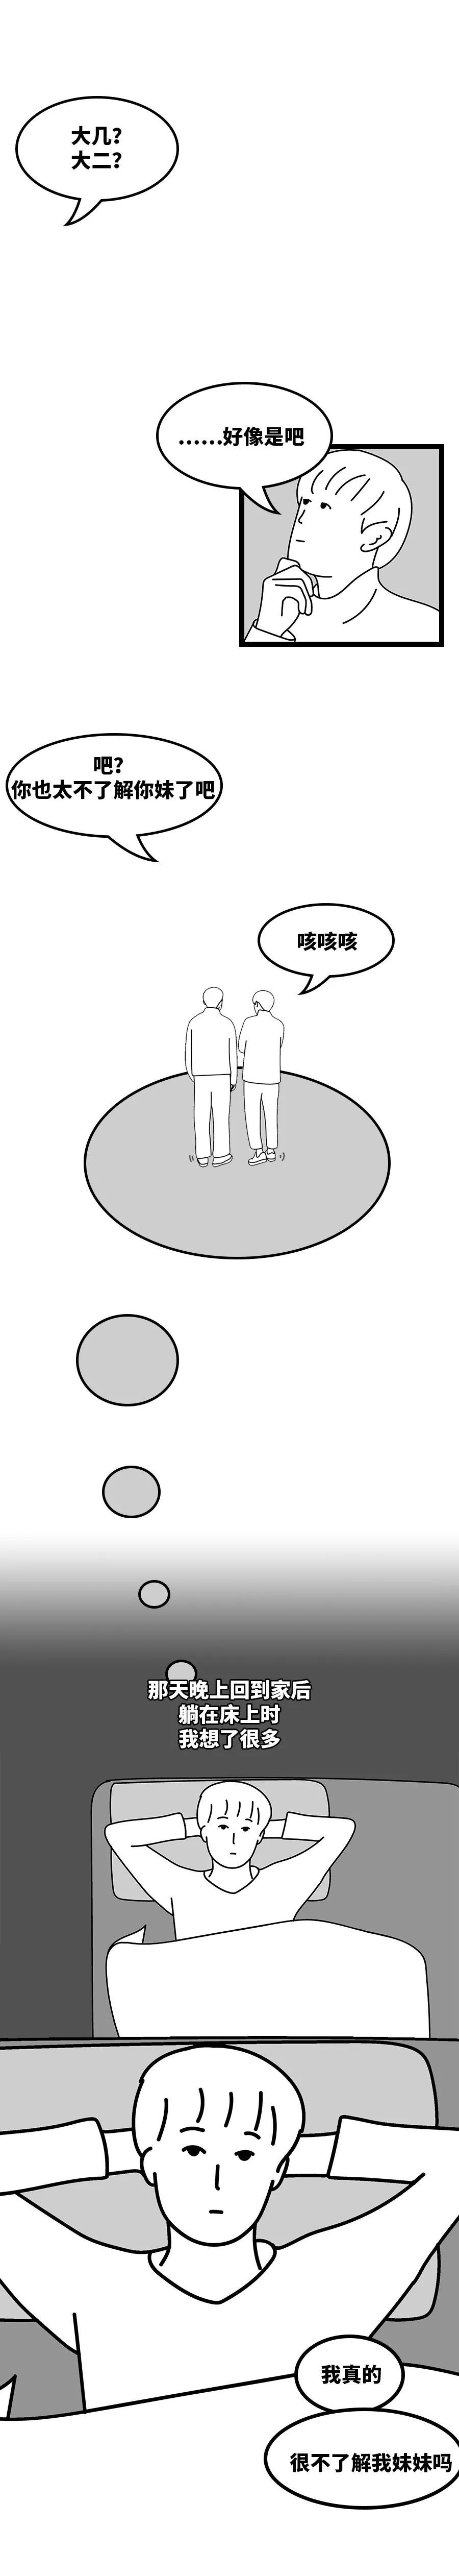 大几？
大二？
……好像是吧
吧？
你也太不了解你妹了吧
咳咳咳
那天晚上回到家后
躺在床上时
我想了很多
我真的
很不了解我妹妹吗